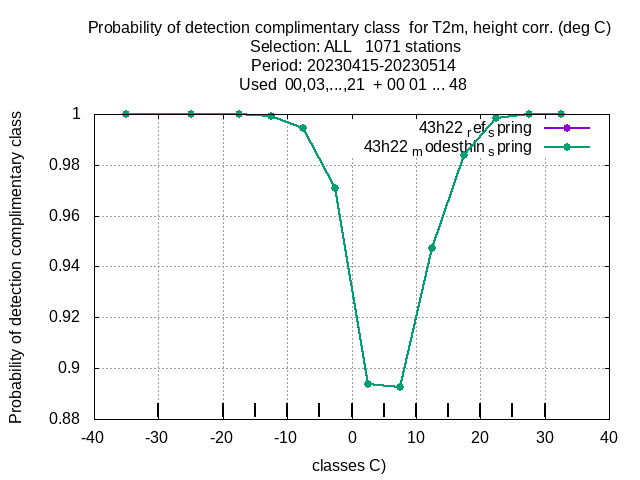 Probability of detection complimentary class for T2m, height corr. (deg C)
Selection: ALL 1071 stations
Period: 20230415-20230514
Used 00,03,...,21 + 00 01 ... 48
Probability of detection complimentary class
1
0.98
0.96
0.94
0.92
0.9
0.88
43h22 ref spring
43h22 modesthin spring
-40 -30 -20 -10 0 10 20 30 40
classes C)